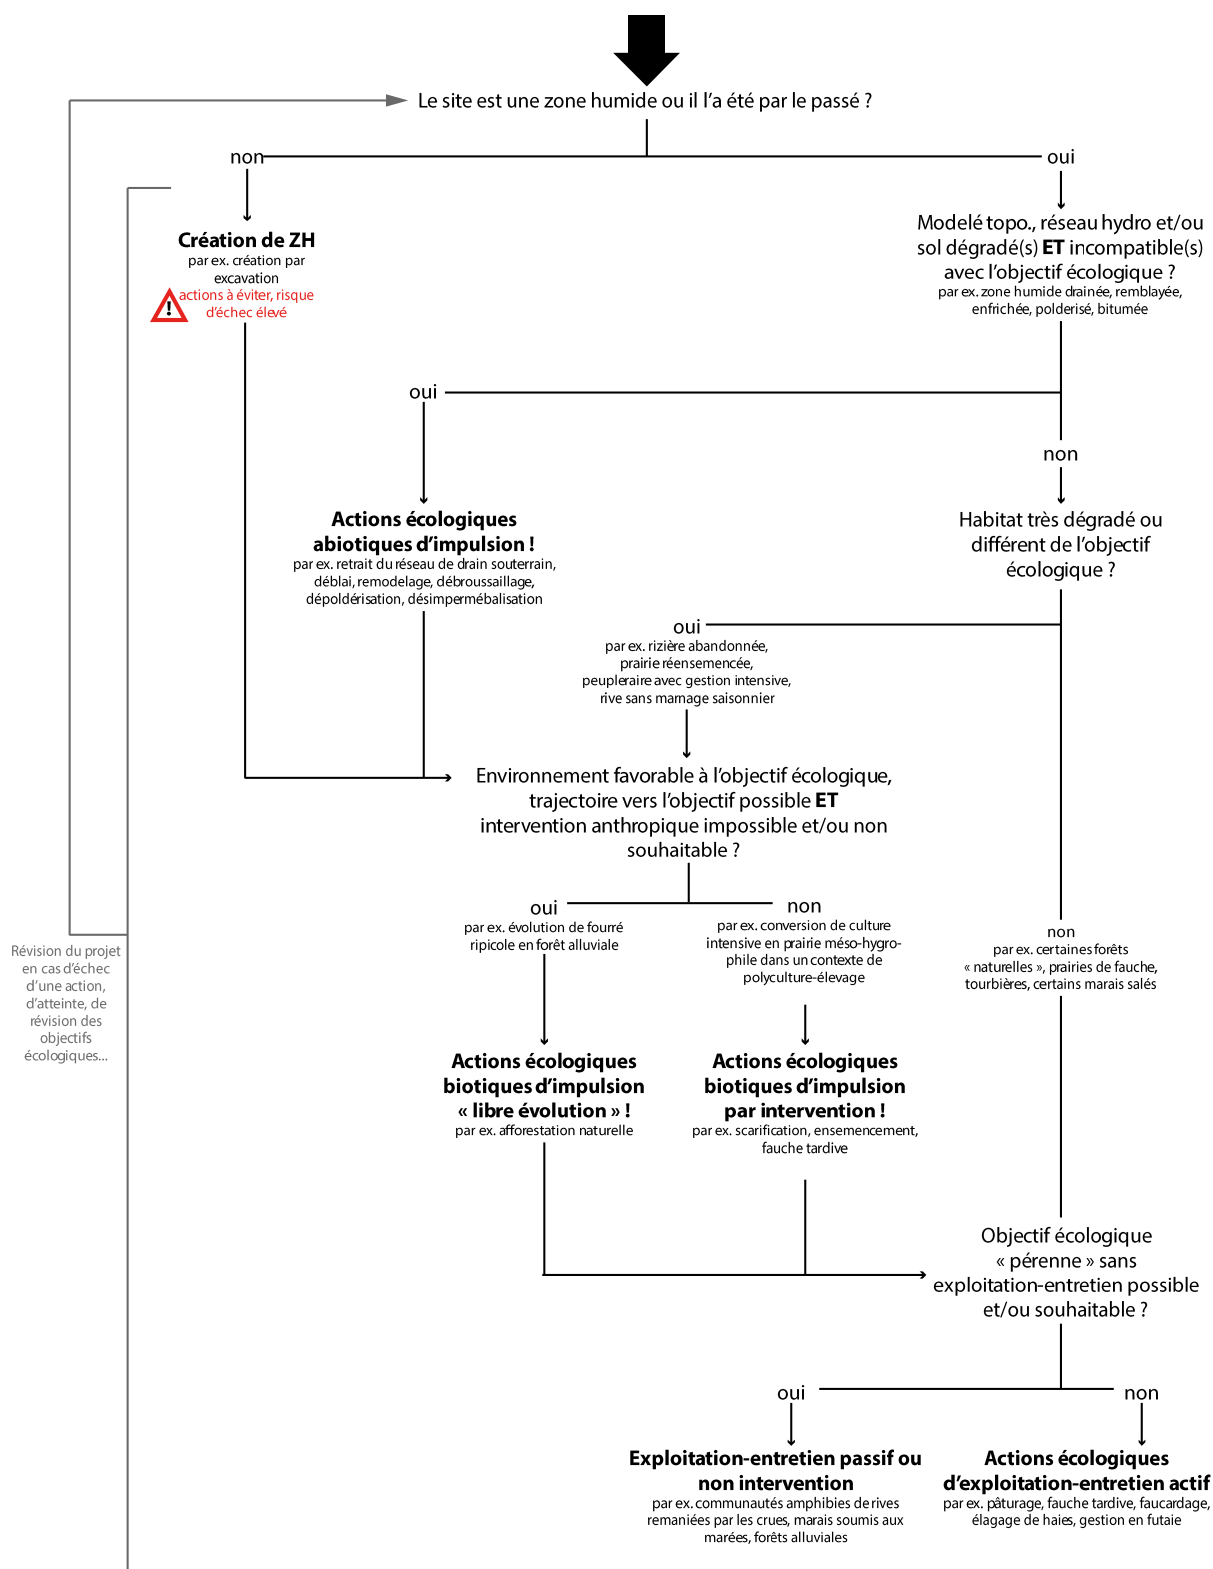 Le site est une zone humide ou il l'a été par le passé ?
non
oui
Création de ZH
par ex. création par
excavation
actions à éviter, risque
d'échec élevé
!
Modelé topo., réseau hydro et/ou
sol dégradé(s) ET incompatible(s)
avec l'objectif écologique ?
par ex. zone humide drainée, remblayée,
enfrichée, polderisé, bitumée
oui
non
Actions écologiques
abiotiques d'impulsion !
par ex. retrait du réseau de drain souterrain,
déblai, remodelage, débroussaillage,
dépoldérisation, désimpermébalisation
Habitat très dégradé ou
différent de l'objectif
écologique ?
oui
par ex. rizière abandonnée,
prairie réensemencée,
peupleraire avec gestion intensive,
rive sans marnage saisonnier
Environnement favorable à l'objectif écologique,
trajectoire vers l'objectif possible ET
intervention anthropique impossible et/ou non
souhaitable ?
oui
par ex. évolution de fourré
ripicole en forêt alluviale
non
par ex. conversion de culture
intensive en prairie méso-hygro-
phile dans un contexte de
polyculture-élevage
non
par ex. certaines forêts
« naturelles », prairies de fauche,
tourbières, certains marais salés
Révision du projet
en cas d'échec
d'une action,
d'atteinte, de
révision des
objectifs
écologiques...
Actions écologiques
biotiques d'impulsion
« libre évolution » !
par ex. afforestation naturelle
Actions écologiques
biotiques d'impulsion
par intervention !
par ex. scarification, ensemencement,
fauche tardive
Objectif écologique
« pérenne » sans
exploitation-entretien possible
et/ou souhaitable ?
oui
non
Exploitation-entretien passif ou
non intervention
par ex. communautés amphibies de rives
remaniées par les crues, marais soumis aux
marées, forêts alluviales
Actions écologiques
d'exploitation-entretien actif
par ex. pâturage, fauche tardive, faucardage,
élagage de haies, gestion en futaie